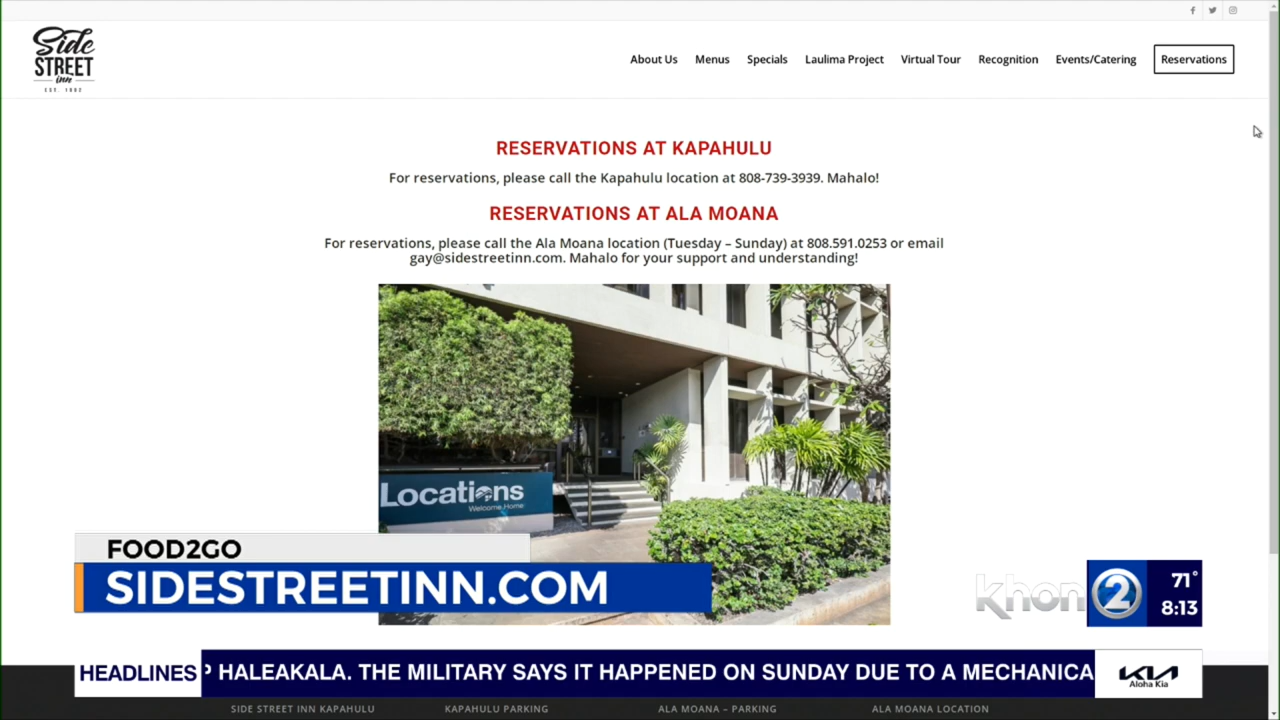 Side
STREET
inn
EST. 1992
About Us Menus Specials Laulima Project Virtual Tour Recognition Events/Catering Reservations
RESERVATIONS AT KAPAHULU
For reservations, please call the Kapahulu location at 808-739-3939. Mahalo!
RESERVATIONS AT ALA MOANA
For reservations, please call the Ala Moana location (Tuesday – Sunday) at 808.591.0253 or email
gay@sidestreetinn.com. Mahalo for your support and understanding!
Locations
Welcome Home
FOOD2GO
SIDESTREETINN.COM
khon 2
71°
8:13
HEADLINES P HALEAKALA. THE MILITARY SAYS IT HAPPENED ON SUNDAY DUE TO A MECHANICA
KIA
Aloha Kia
SIDE STREET INN KAPAHULU KAPAHULU PARKING ALA MOANA – PARKING ALA MOANA LOCATION